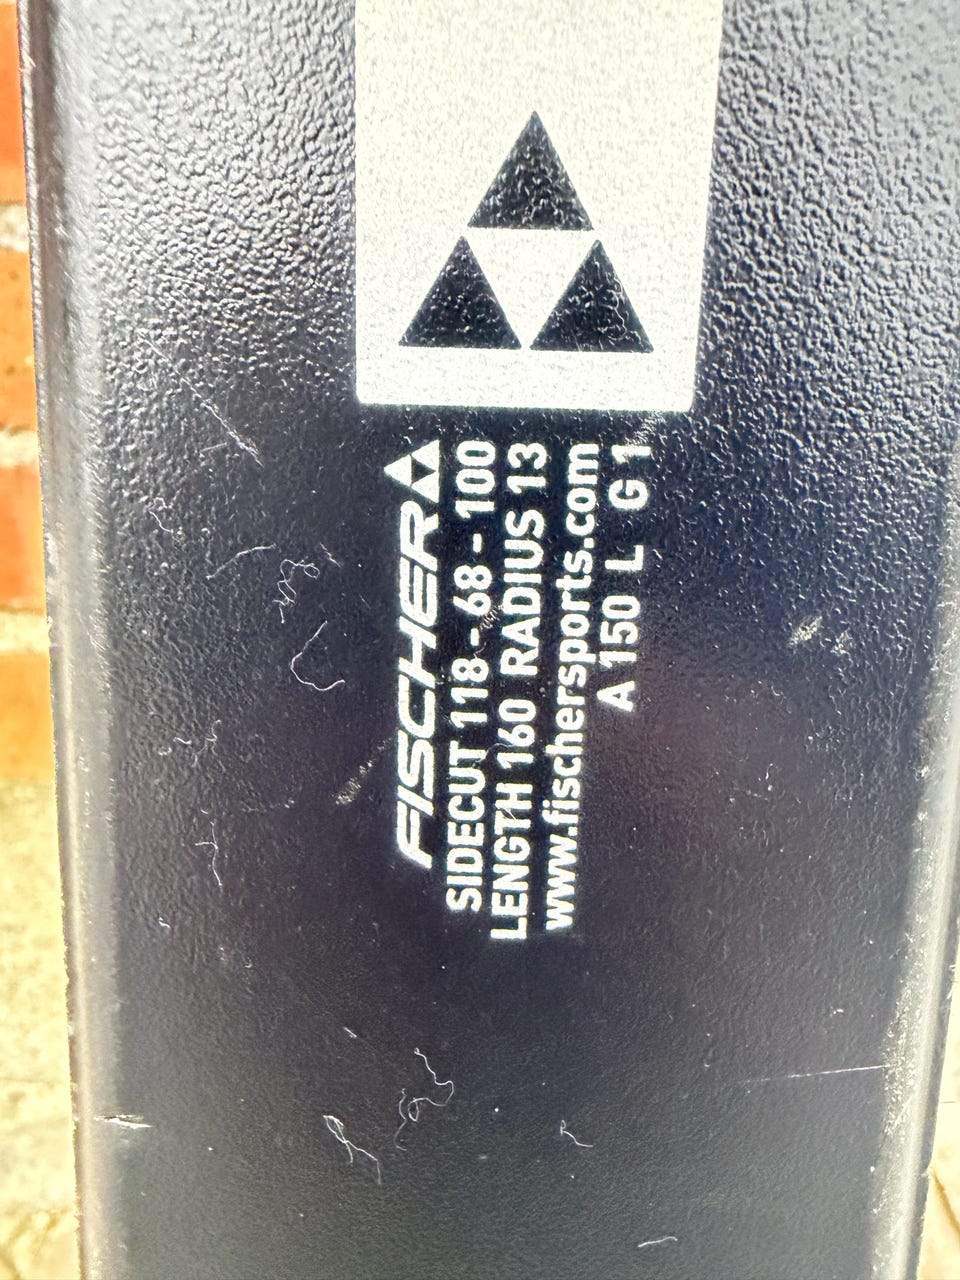 FISCHER
SIDECUT 118 - 68 - 100
LENGTH 160 RADIUS 13
www.fischersports.com
A 150 L G 1